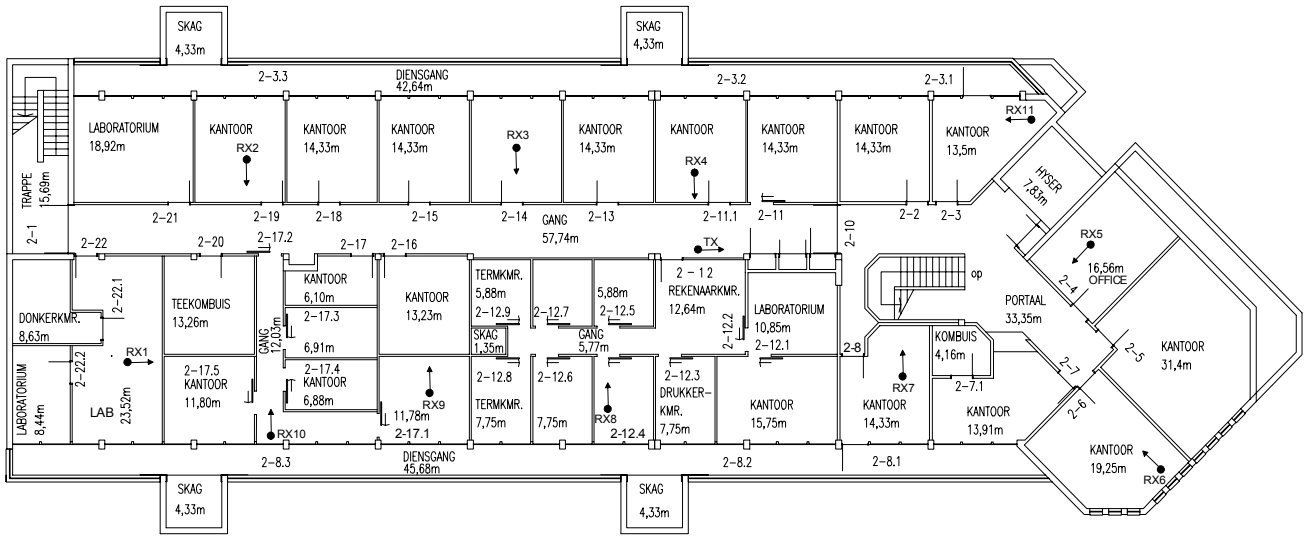 SKAG
4,33m
SKAG
4,33m
2-3.3
DIENSGANG
42,64m
2-3.2
2-3.1
LABORATORIUM
18,92m
KANTOOR
14,33m
RX2
KANTOOR
14,33m
KANTOOR
14,33m
RX3
KANTOOR
14,33m
KANTOOR
14,33m
RX4
KANTOOR
14,33m
KANTOOR
14,33m
KANTOOR
13,5m
RX11
HYSER
7,83m
TRAPPE
15,69m
2-1
2-21
2-19
2-18
2-15
2-14
GANG
57,74m
2-13
2-11.1
2-11
2-10
2-2
2-3
2-22
2-20
2-17.2
2-17
2-16
TX
RX5
16,56m
OFFICE
2-4
DONKERKMR.
8,63m
2-22.1
TEEKOMBUIS
13,26m
GANG
12,03m
KANTOOR
6,10m
2-17.3
6,91m
KANTOOR
13,23m
TERMKMR.
5,88m
2-12.9
2-12.7
5,88m
2-12.5
2-12
REKENAARKMR.
12,64m
2-12.2
LABORATORIUM
10,85m
2-12.1
op
PORTAAL
33,35m
SKAG
1,35m
GANG
5,77m
2-8
KOMBUIS
4,16m
2-7.1
2-7
2-5
KANTOOR
31,4m
LABORATORIUM
8,44m
2-22.2
RX1
LAB
23,52m
2-17.5
KANTOOR
11,80m
2-17.4
KANTOOR
6,88m
RX10
RX9
11,78m
2-17.1
2-12.8
TERMKMR.
7,75m
2-12.6
7,75m
RX8
2-12.4
2-12.3
DRUKKER-
KMR.
7,75m
KANTOOR
15,75m
RX7
KANTOOR
14,33m
KANTOOR
13,91m
2-6
KANTOOR
19,25m
RX6
2-8.3
DIENSGANG
45,68m
2-8.2
2-8.1
SKAG
4,33m
SKAG
4,33m